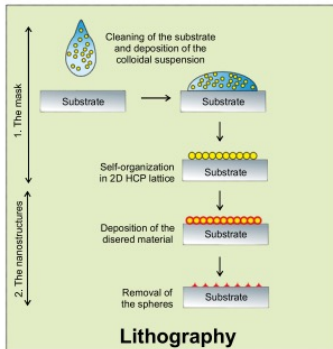 Cleaning of the substrate
and deposition of the
colloidal suspension
Substrate
Substrate
1. The mask
Self-organization
in 2D HCP lattice
Substrate
2. The nanostructures
Deposition of the
disered material
Substrate
Removal of
the spheres
Substrate
Lithography